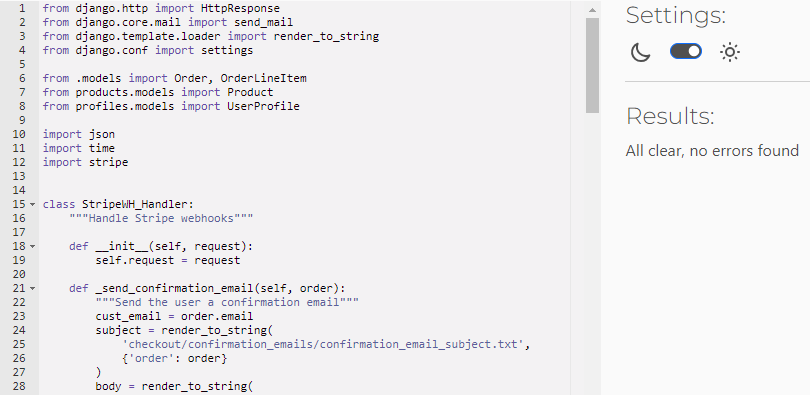 1 from django.http import HttpResponse
2 from django.core.mail import send_mail
3 from django.template.loader import render_to_string
4 from django.conf import settings
5
6 from .models import Order, OrderLineItem
7 from products.models import Product
8 from profiles.models import UserProfile
9
10 import json
11 import time
12 import stripe
13
14
15 class StripeWH_Handler:
16     """Handle Stripe webhooks"""
17
18     def __init__(self, request):
19         self.request = request
20
21     def _send_confirmation_email(self, order):
22         """Send the user a confirmation email"""
23         cust_email = order.email
24         subject = render_to_string(
25             'checkout/confirmation_emails/confirmation_email_subject.txt',
26             {'order': order}
27         )
28         body = render_to_string(
Settings:
Results:
All clear, no errors found